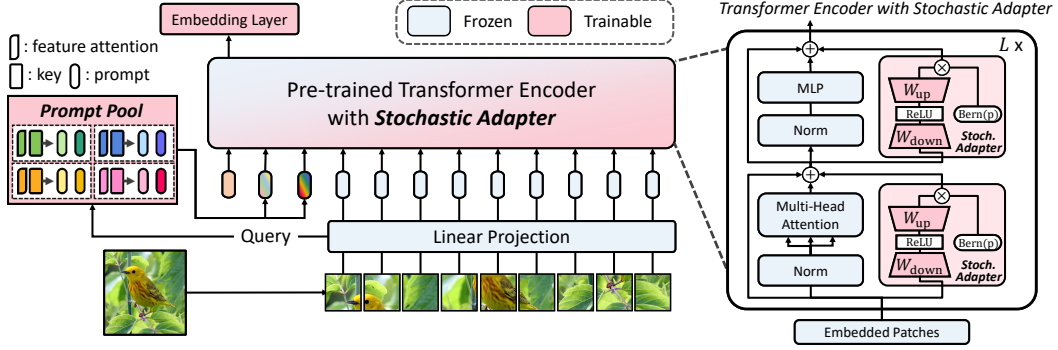 Embedding Layer
Frozen
Trainable
Transformer Encoder with Stochastic Adapter
: feature attention
: key
: prompt
Prompt Pool
Pre-trained Transformer Encoder
with Stochastic Adapter
Query
Linear Projection
L x
MLP
Norm
W_up
ReLU
W_down
Bern(p)
Stoch.
Adapter
Multi-Head
Attention
Norm
W_up
ReLU
W_down
Bern(p)
Stoch.
Adapter
Embedded Patches